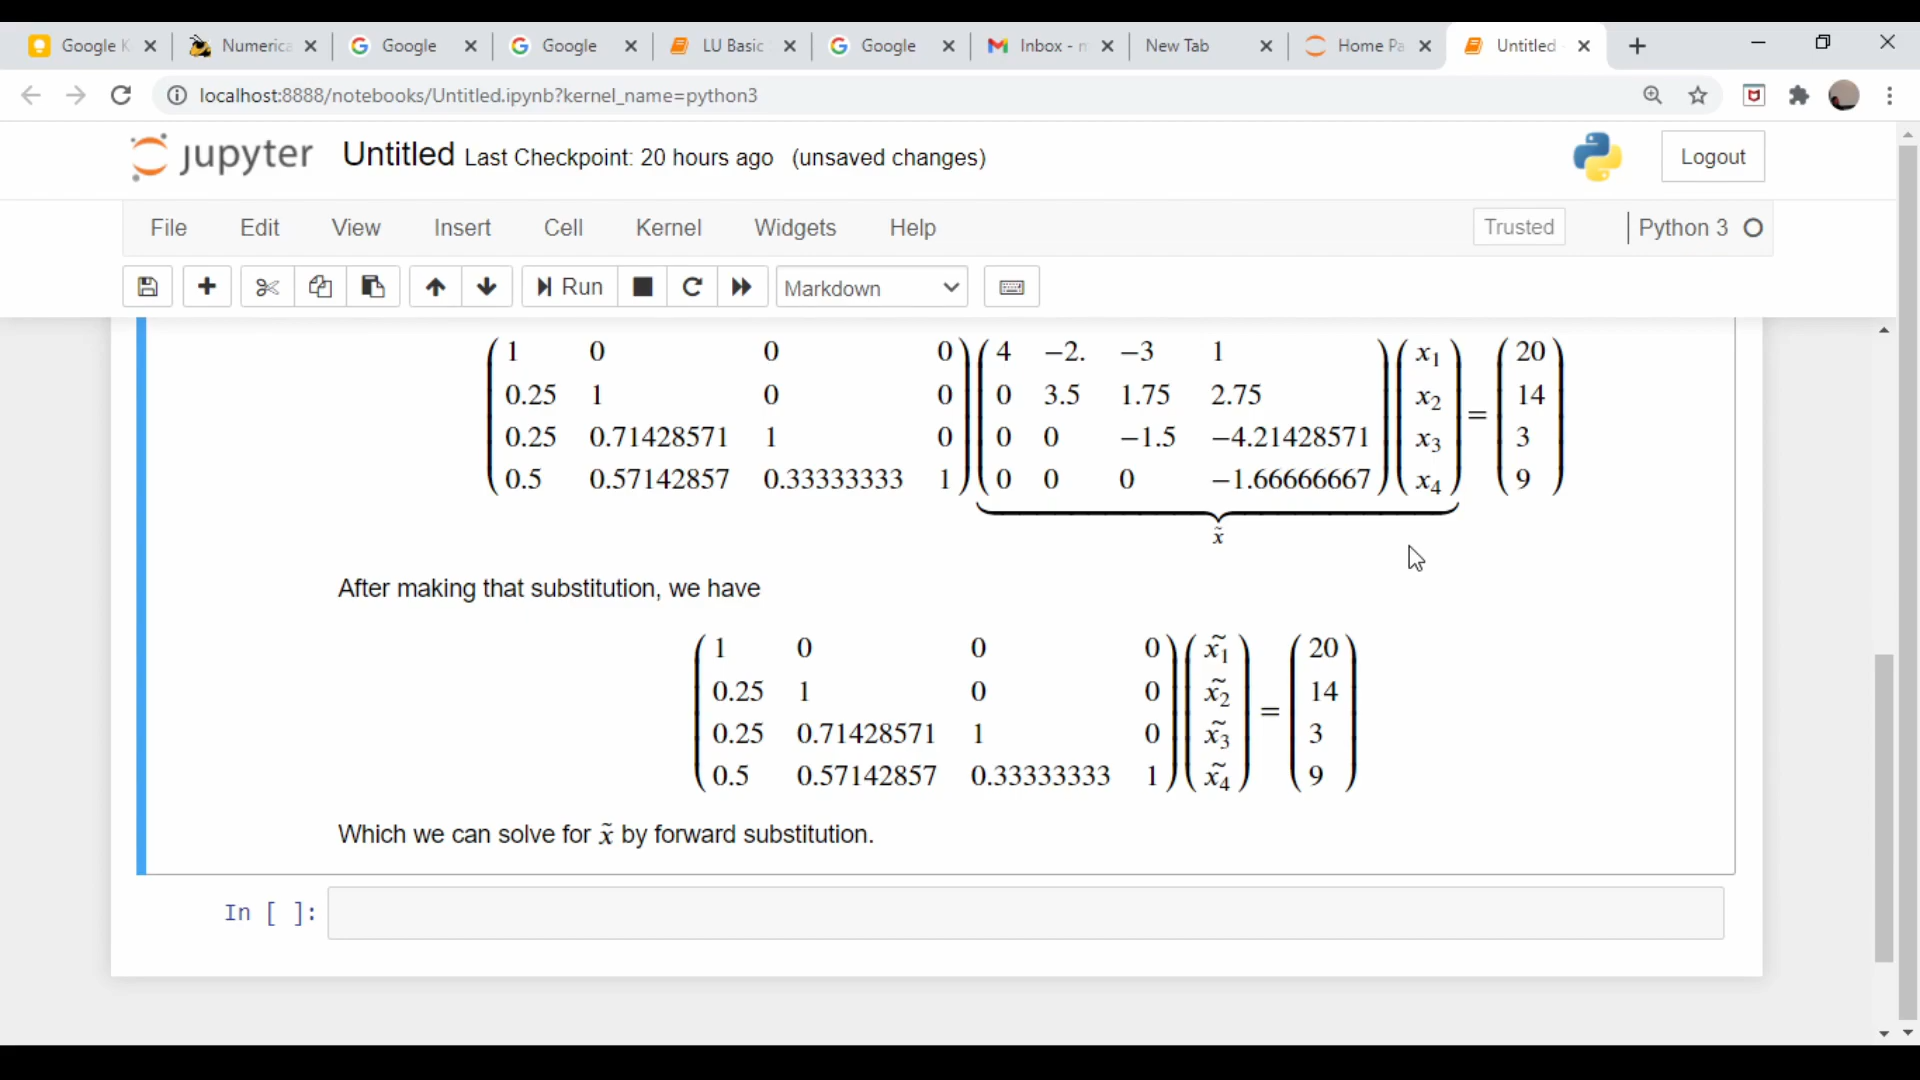 Google K Numerica Google Google LU Basic Google Inbox - n New Tab Home Pa Untitled
localhost:8888/notebooks/Untitled.ipynb?kernel_name=python3
jupyter Untitled Last Checkpoint: 20 hours ago (unsaved changes) Logout
File Edit View Insert Cell Kernel Widgets Help Trusted Python 3
Run Markdown
1 0 0 0 4 −2. −3 1 x₁ 20
0.25 1 0 0 0 3.5 1.75 2.75 x₂ 14
0.25 0.71428571 1 0 0 0 −1.5 −4.21428571 x₃ = 3
0.5 0.57142857 0.33333333 1 0 0 0 −1.66666667 x₄ 9
x̃
After making that substitution, we have
1 0 0 0 x̃₁ 20
0.25 1 0 0 x̃₂ 14
0.25 0.71428571 1 0 x̃₃ = 3
0.5 0.57142857 0.33333333 1 x̃₄ 9
Which we can solve for x̃ by forward substitution.
In [ ]: